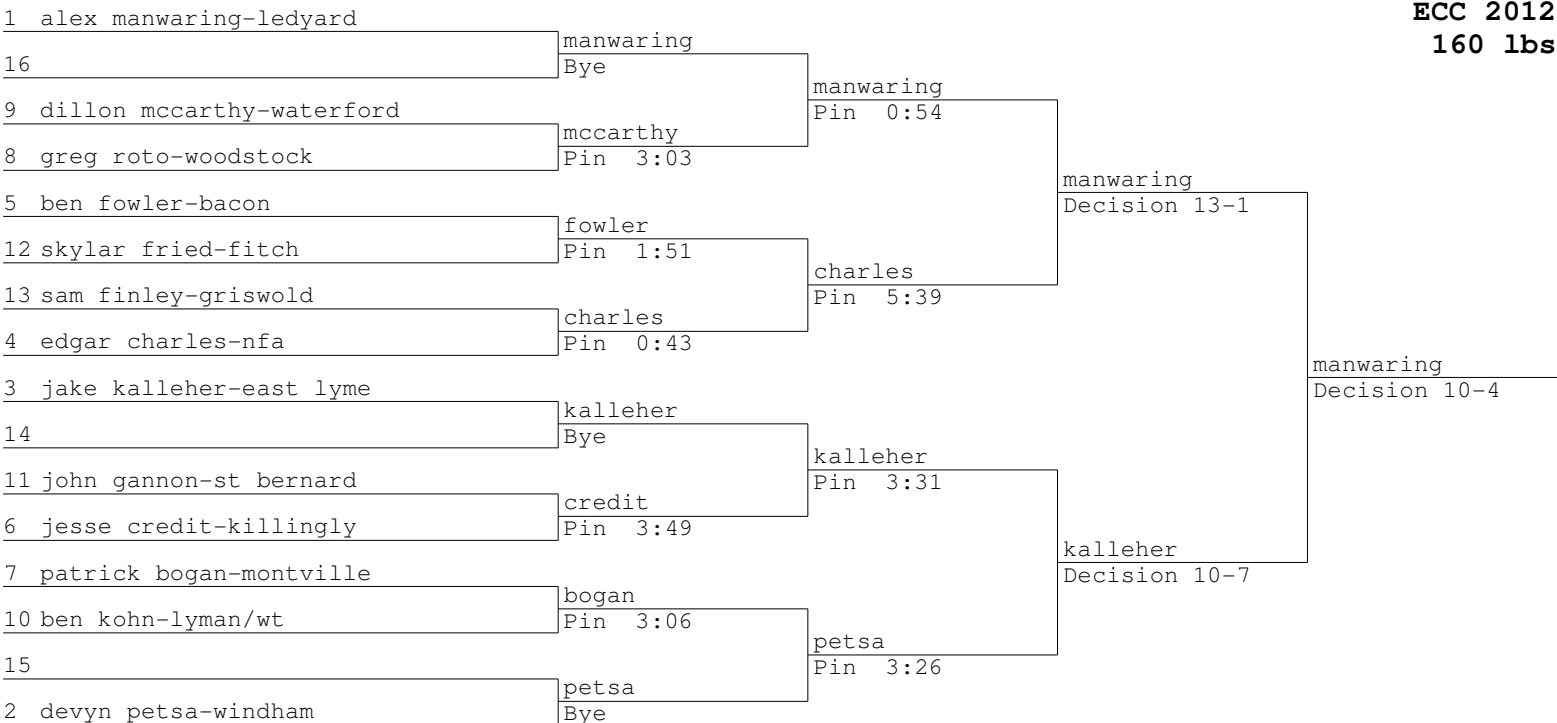 ECC 2012
160 lbs
1 alex manwaring-ledyard
16
9 dillon mccarthy-waterford
8 greg roto-woodstock
5 ben fowler-bacon
12 skylar fried-fitch
13 sam finley-griswold
4 edgar charles-nfa
3 jake kalleher-east lyme
14
11 john gannon-st bernard
6 jesse credit-killingly
7 patrick bogan-montville
10 ben kohn-lyman/wt
15
2 devyn petsa-windham
manwaring
Bye
mccarthy
Pin 3:03
fowler
Pin 1:51
charles
Pin 0:43
kalleher
Bye
credit
Pin 3:49
bogan
Pin 3:06
petsa
Bye
manwaring
Pin 0:54
charles
Pin 5:39
kalleher
Pin 3:31
petsa
Pin 3:26
manwaring
Decision 13-1
kalleher
Decision 10-7
manwaring
Decision 10-4